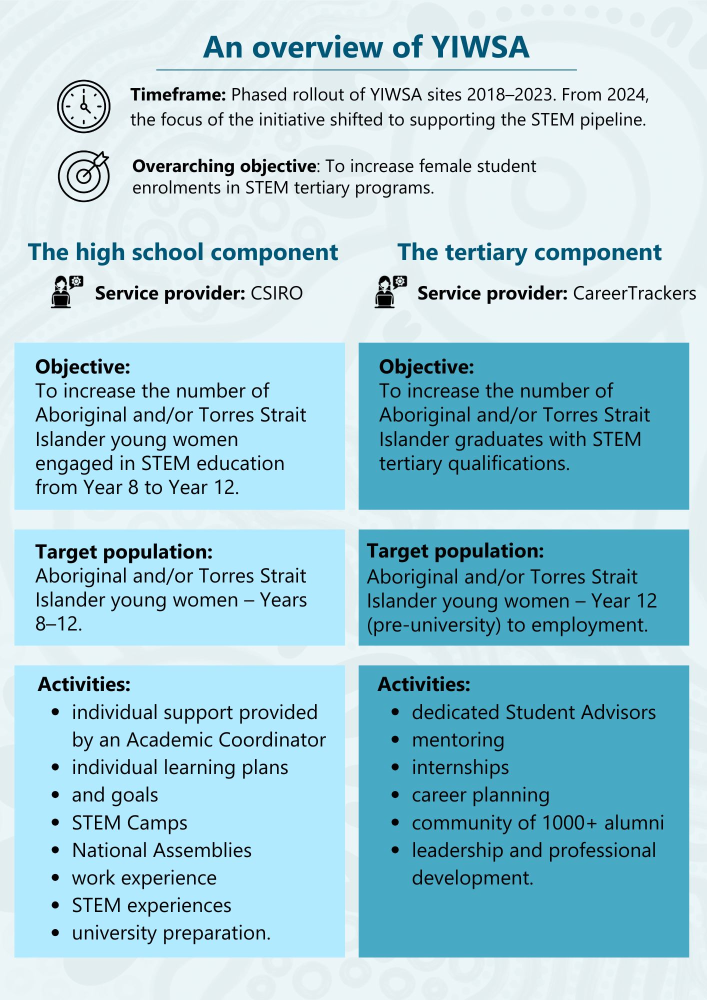 An overview of YIWSA
Timeframe: Phased rollout of YIWSA sites 2018–2023. From 2024,
the focus of the initiative shifted to supporting the STEM pipeline.
Overarching objective: To increase female student
enrolments in STEM tertiary programs.
The high school component
Service provider: CSIRO
Objective:
To increase the number of
Aboriginal and/or Torres Strait
Islander young women
engaged in STEM education
from Year 8 to Year 12.
Target population:
Aboriginal and/or Torres Strait
Islander young women – Years
8–12.
Activities:
• individual support provided
by an Academic Coordinator
• individual learning plans
• and goals
• STEM Camps
• National Assemblies
• work experience
• STEM experiences
• university preparation.
The tertiary component
Service provider: CareerTrackers
Objective:
To increase the number of
Aboriginal and/or Torres Strait
Islander graduates with STEM
tertiary qualifications.
Target population:
Aboriginal and/or Torres Strait
Islander young women – Year 12
(pre-university) to employment.
Activities:
• dedicated Student Advisors
• mentoring
• internships
• career planning
• community of 1000+ alumni
• leadership and professional
development.